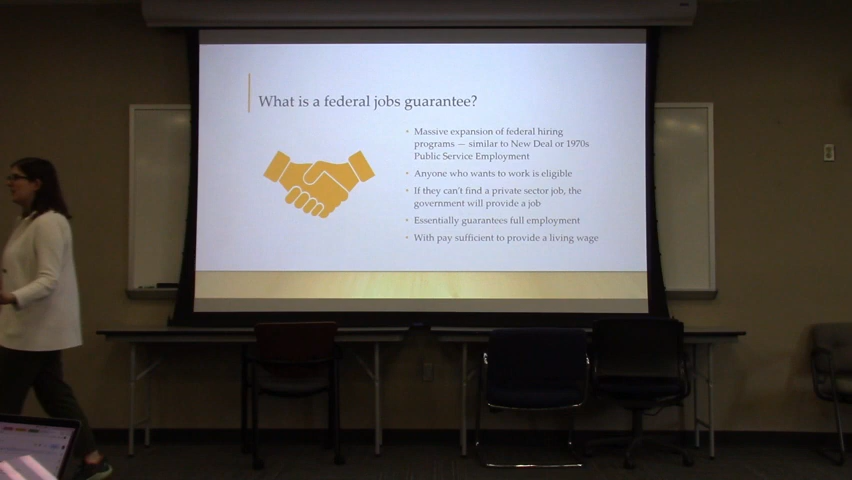 What is a federal jobs guarantee?
• Massive expansion of federal hiring
programs — similar to New Deal or 1970s
Public Service Employment
• Anyone who wants to work is eligible
• If they can't find a private sector job, the
government will provide a job
• Essentially guarantees full employment
• With pay sufficient to provide a living wage